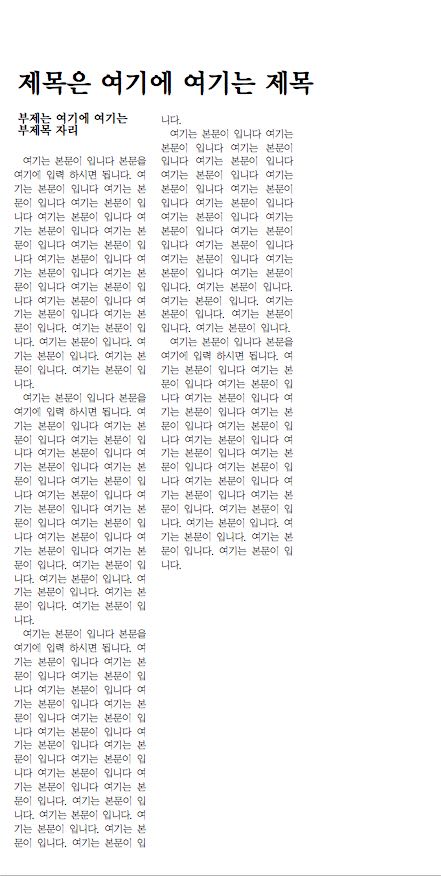 제목은 여기에 여기는 제목
부제는 여기에 여기는
부제목 자리
여기는 본문이 입니다 본문을
여기에 입력 하시면 됩니다. 여
기는 본문이 입니다 여기는 본
문이 입니다 여기는 본문이 입
니다 여기는 본문이 입니다 여
기는 본문이 입니다 여기는 본
문이 입니다 여기는 본문이 입
니다 여기는 본문이 입니다 여
기는 본문이 입니다 여기는 본
문이 입니다 여기는 본문이 입
니다 여기는 본문이 입니다 여
기는 본문이 입니다 여기는 본
문이 입니다. 여기는 본문이 입
니다. 여기는 본문이 입니다. 여
기는 본문이 입니다. 여기는 본
문이 입니다. 여기는 본문이 입
니다.
여기는 본문이 입니다 본문을
여기에 입력 하시면 됩니다. 여
기는 본문이 입니다 여기는 본
문이 입니다 여기는 본문이 입
니다 여기는 본문이 입니다 여
기는 본문이 입니다 여기는 본
문이 입니다 여기는 본문이 입
니다 여기는 본문이 입니다 여
기는 본문이 입니다 여기는 본
문이 입니다 여기는 본문이 입
니다 여기는 본문이 입니다 여
기는 본문이 입니다 여기는 본
문이 입니다. 여기는 본문이 입
니다. 여기는 본문이 입니다. 여
기는 본문이 입니다. 여기는 본
문이 입니다. 여기는 본문이 입
니다.
여기는 본문이 입니다 본문을
여기에 입력 하시면 됩니다. 여
기는 본문이 입니다 여기는 본
문이 입니다 여기는 본문이 입
니다 여기는 본문이 입니다 여
기는 본문이 입니다 여기는 본
문이 입니다 여기는 본문이 입
니다 여기는 본문이 입니다 여
기는 본문이 입니다 여기는 본
문이 입니다 여기는 본문이 입
니다 여기는 본문이 입니다 여
기는 본문이 입니다 여기는 본
문이 입니다. 여기는 본문이 입
니다. 여기는 본문이 입니다. 여
기는 본문이 입니다. 여기는 본
문이 입니다. 여기는 본문이 입
니다.
여기는 본문이 입니다 여기는
본문이 입니다 여기는 본문이
입니다 여기는 본문이 입니다
여기는 본문이 입니다 여기는
본문이 입니다 여기는 본문이
입니다 여기는 본문이 입니다
여기는 본문이 입니다 여기는
본문이 입니다 여기는 본문이
입니다 여기는 본문이 입니다
여기는 본문이 입니다 여기는
본문이 입니다 여기는 본문이
입니다. 여기는 본문이 입니다.
여기는 본문이 입니다. 여기는
본문이 입니다. 여기는 본문이
입니다. 여기는 본문이 입니다.
여기는 본문이 입니다 본문을
여기에 입력 하시면 됩니다. 여
기는 본문이 입니다 여기는 본
문이 입니다 여기는 본문이 입
니다 여기는 본문이 입니다 여
기는 본문이 입니다 여기는 본
문이 입니다 여기는 본문이 입
니다 여기는 본문이 입니다 여
기는 본문이 입니다 여기는 본
문이 입니다 여기는 본문이 입
니다 여기는 본문이 입니다 여
기는 본문이 입니다. 여기는 본
문이 입니다. 여기는 본문이 입
니다. 여기는 본문이 입니다. 여
기는 본문이 입니다. 여기는 본
문이 입니다. 여기는 본문이 입
니다.